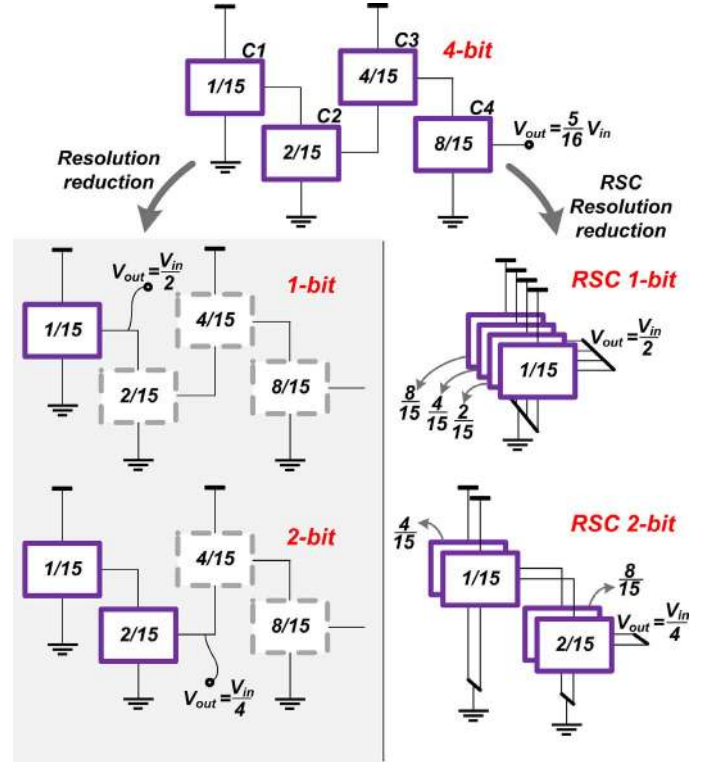 C1
C3
4-bit
1/15
4/15
C2
C4
2/15
8/15
V_out = 5/16 V_in
Resolution
reduction
RSC
Resolution
reduction
V_out = V_in/2
1-bit
1/15
4/15
2/15
8/15
2-bit
1/15
4/15
2/15
8/15
V_out = V_in/4
RSC 1-bit
V_out = V_in/2
1/15
8/15
4/15
2/15
RSC 2-bit
4/15
1/15
8/15
V_out = V_in/4
2/15